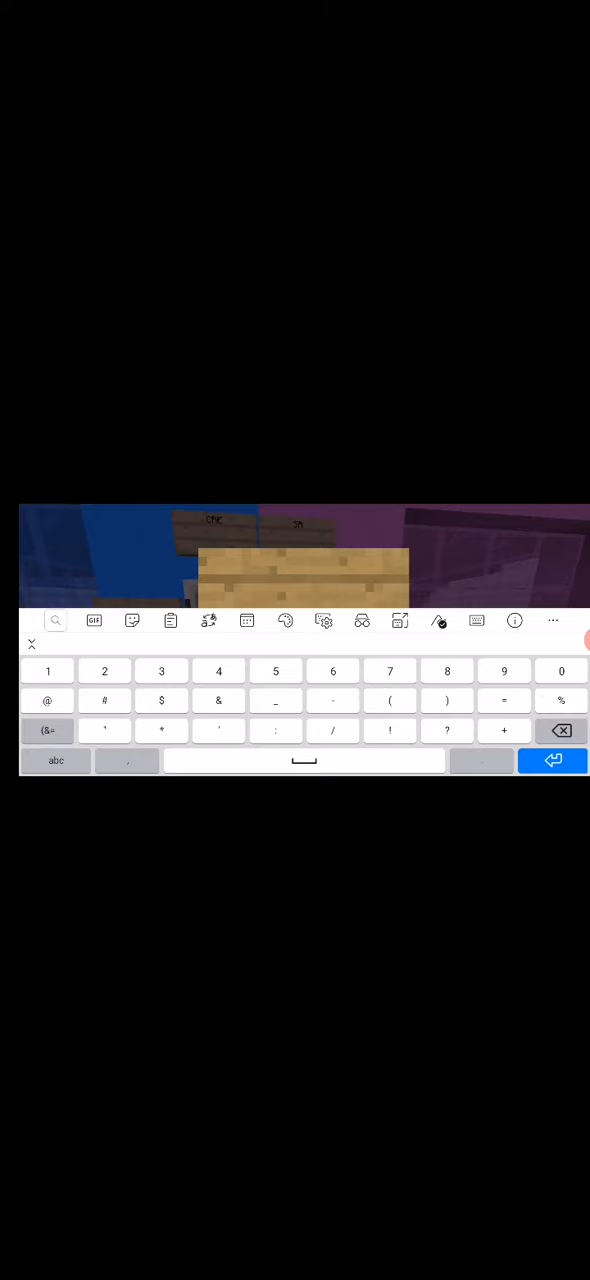 GIF
1 2 3 4 5 6 7 8 9 0
@ # $ & _ - ( ) = %
{&= " * ' : / ! ? +
abc , .